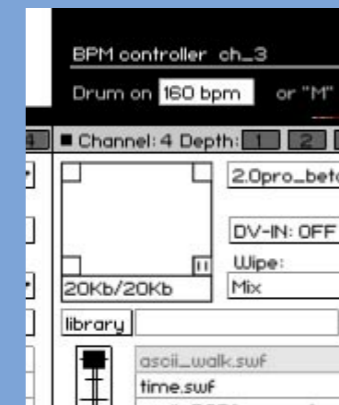 BPM controller ch_3
Drum on 160 bpm or "M"
4 Channel: 4 Depth: 1 2
2.0pro_beta
DV-IN: OFF
Wipe:
20Kb/20Kb Mix
library
ascii_walk.swf
time.swf